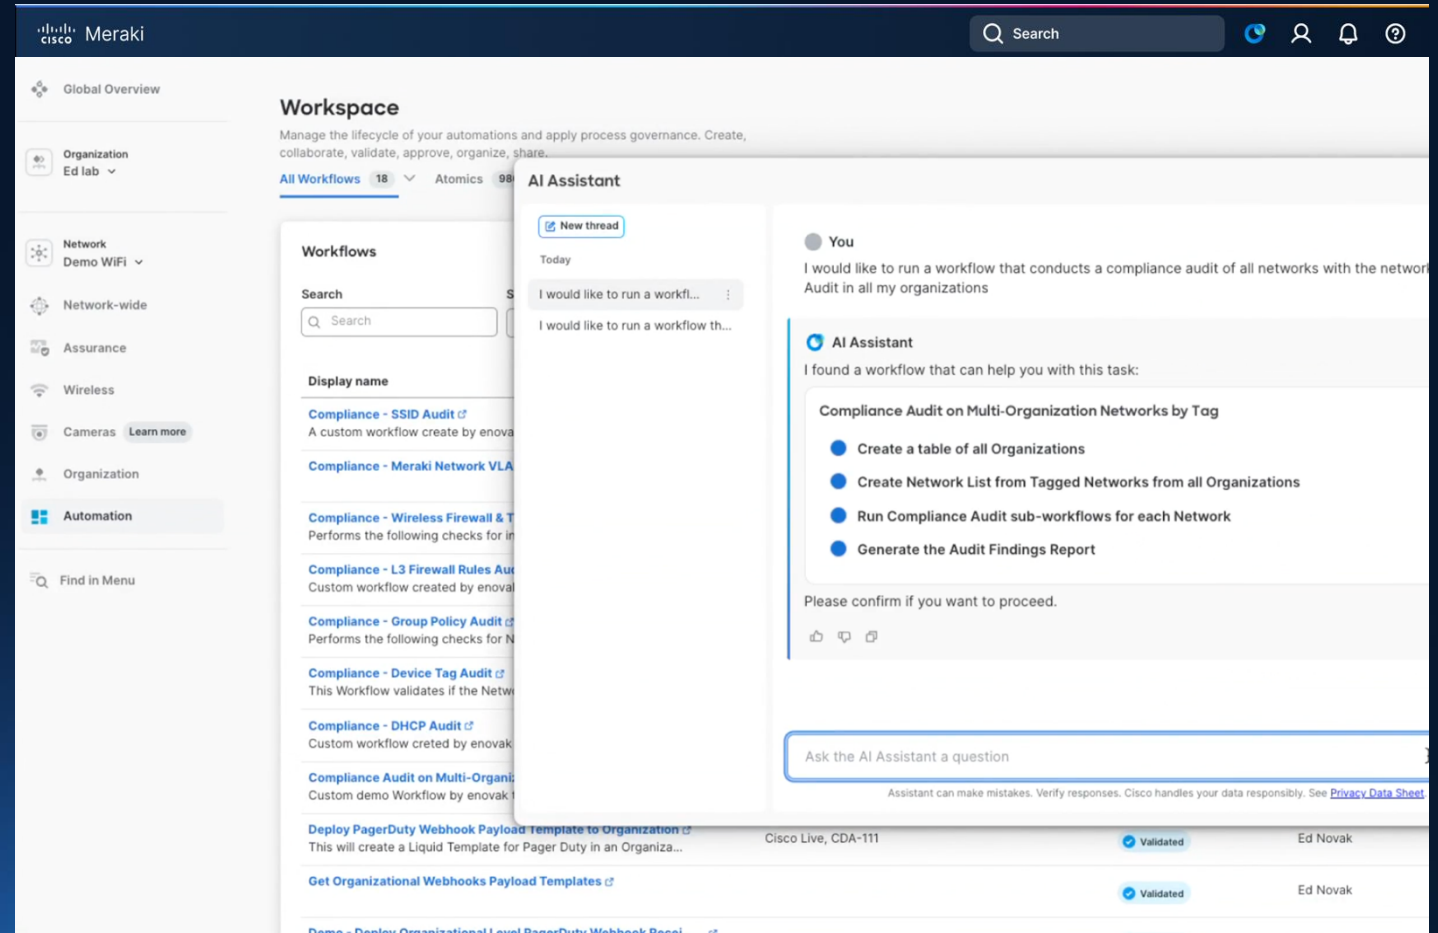 cisco Meraki
Search
Global Overview
Organization
Ed lab
Network
Demo WiFi
Network-wide
Assurance
Wireless
Cameras Learn more
Organization
Automation
Find in Menu
Workspace
Manage the lifecycle of your automations and apply process governance. Create,
collaborate, validate, approve, organize, share.
All Workflows 18 Atomics
Workflows
Search
Search
Display name
Compliance - SSID Audit
A custom workflow create by enova
Compliance - Meraki Network VLA
Compliance - Wireless Firewall & T
Performs the following checks for in
Compliance - L3 Firewall Rules Aud
Custom workflow created by enoval
Compliance - Group Policy Audit
Performs the following checks for N
Compliance - Device Tag Audit
This Workflow validates if the Netw
Compliance - DHCP Audit
Custom workflow creted by enovak
Compliance Audit on Multi-Organiz
Custom demo Workflow by enovak
Deploy PagerDuty Webhook Payload Template to Organization
This will create a Liquid Template for Pager Duty in an Organiza...
Cisco Live, CDA-111
Validated
Ed Novak
Get Organizational Webhooks Payload Templates
Validated
Ed Novak
Demo - Deploy Organizational Level PagerDuty Webhook Recei...
AI Assistant
New thread
Today
I would like to run a workfl...
I would like to run a workflow th...
You
I would like to run a workflow that conducts a compliance audit of all networks with the network
Audit in all my organizations
AI Assistant
I found a workflow that can help you with this task:
Compliance Audit on Multi-Organization Networks by Tag
Create a table of all Organizations
Create Network List from Tagged Networks from all Organizations
Run Compliance Audit sub-workflows for each Network
Generate the Audit Findings Report
Please confirm if you want to proceed.
Ask the AI Assistant a question
Assistant can make mistakes. Verify responses. Cisco handles your data responsibly. See Privacy Data Sheet.